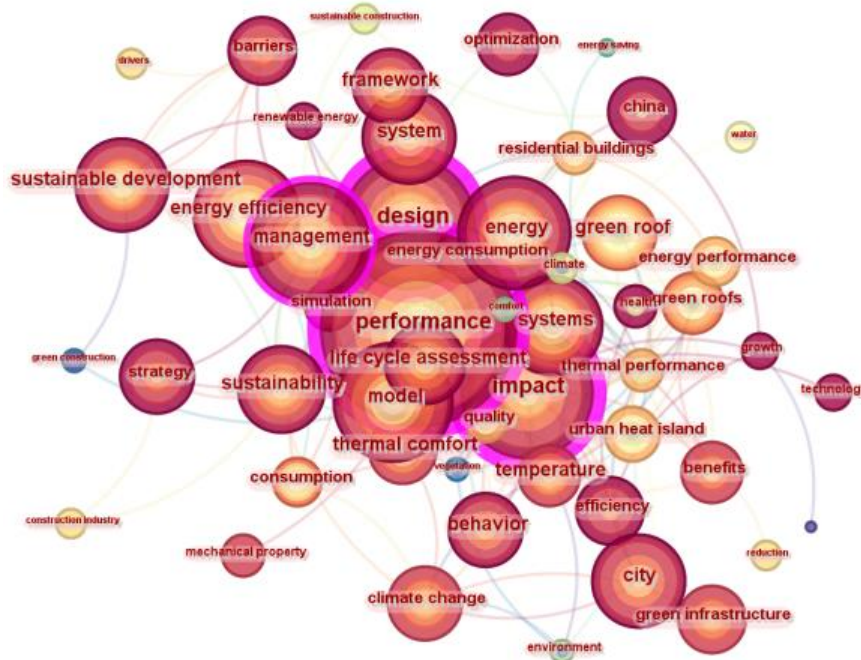 sustainable construction
barriers
optimization
energy saving
drivers
framework
renewable energy
china
system
water
residential buildings
sustainable development
energy efficiency
design
management
energy
green roof
energy consumption
energy performance
climate
simulation
comfort
health
green roofs
performance
systems
green construction
life cycle assessment
growth
strategy
sustainability
model
impact
thermal performance
technolog
quality
urban heat island
thermal comfort
vegetation
temperature
benefits
consumption
efficiency
construction industry
behavior
mechanical property
reduction
city
climate change
green infrastructure
environment